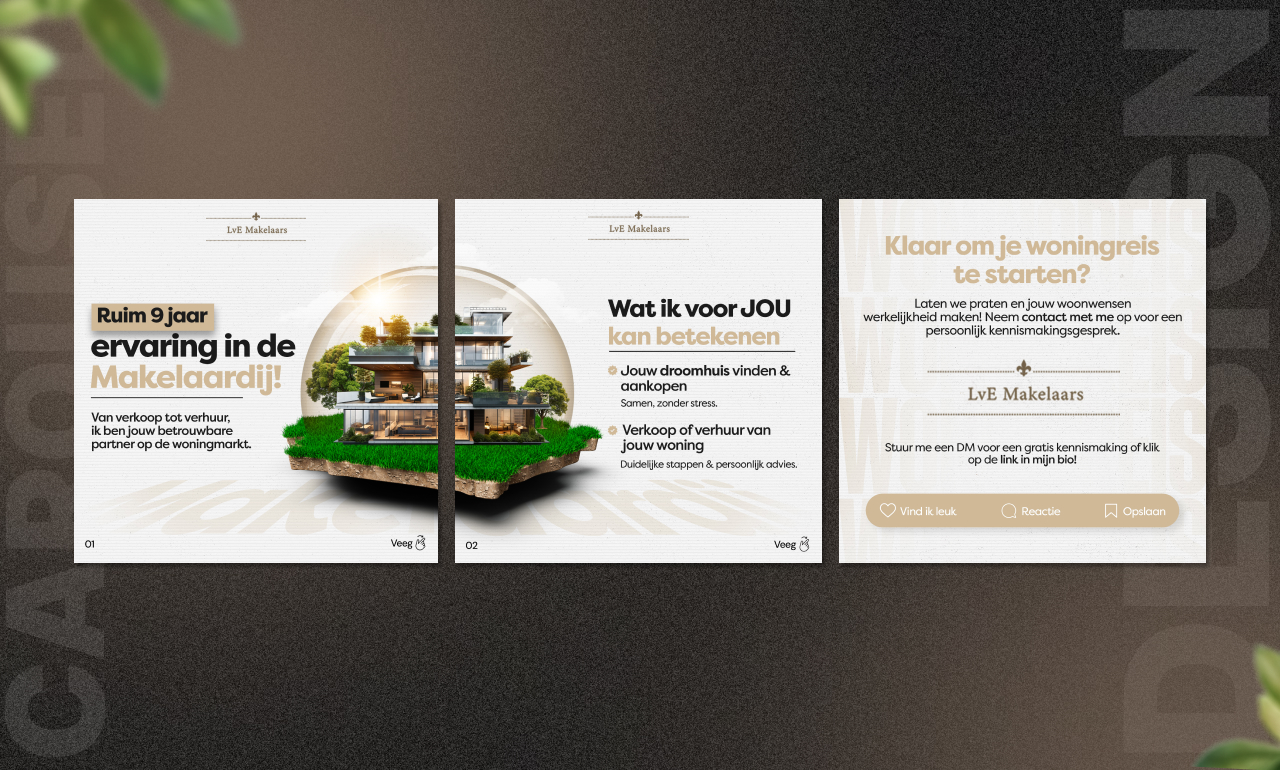 CAROUSEL
LvE Makelaars
Ruim 9 jaar
ervaring in de
Makelaardij!
Van verkoop tot verhuur,
ik ben jouw betrouwbare
partner op de woningmarkt.
01
Veeg
LvE Makelaars
Wat ik voor JOU
kan betekenen
Jouw droomhuis vinden &
aankopen
Samen, zonder stress.
Verkoop of verhuur van
jouw woning
Duidelijke stappen & persoonlijk advies.
02
Veeg
Klaar om je woningreis
te starten?
Laten we praten en jouw woonwensen
werkelijkheid maken! Neem contact met me op voor een
persoonlijk kennismakingsgesprek.
LvE Makelaars
Stuur me een DM voor een gratis kennismaking of klik
op de link in mijn bio!
Vind ik leuk
Reactie
Opslaan
DESIGN